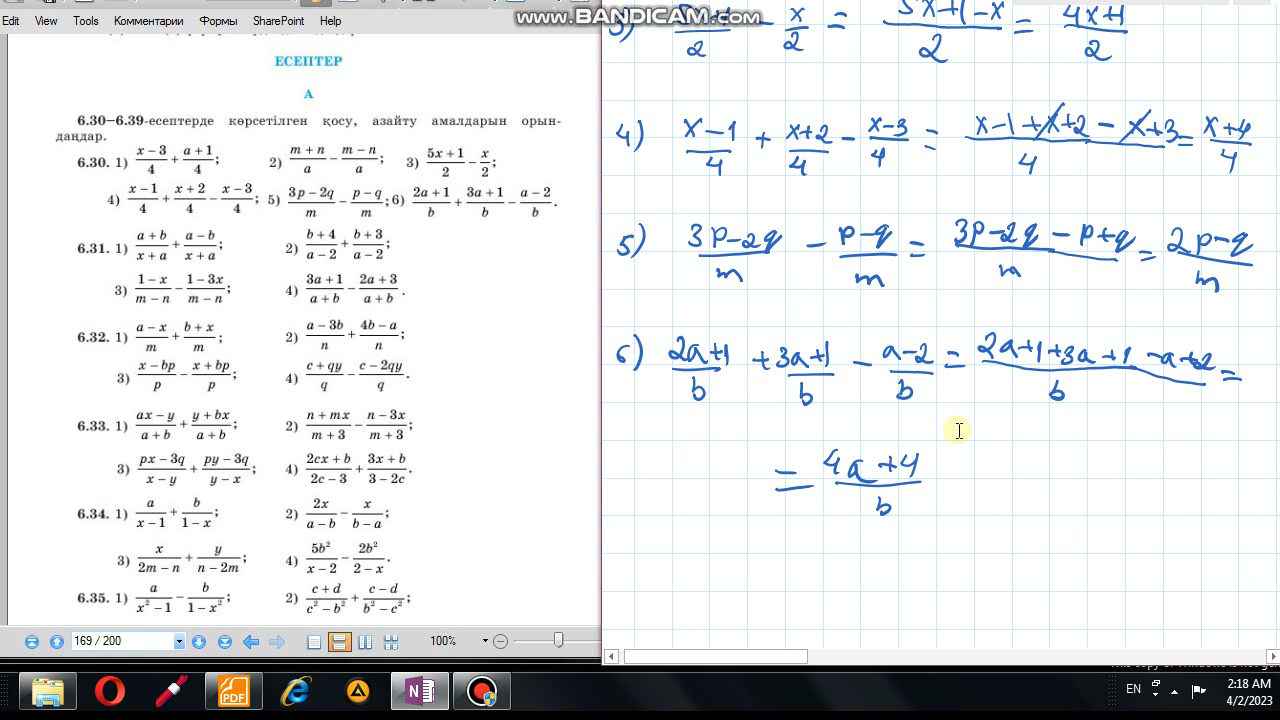 www.BANDICAM.com
Edit View Tools Комментарии Формы SharePoint Help
ЕСЕПТЕР
А
6.30–6.39-есептерде көрсетілген қосу, азайту амалдарын орын-
даңдар.
6.30. 1) (x – 3)/4 + (a + 1)/4; 2) (m + n)/a – (m – n)/a; 3) (5x + 1)/2 – x/2;
4) (x – 1)/4 + (x + 2)/4 – (x – 3)/4; 5) (3p – 2q)/m – (p – q)/m; 6) (2a + 1)/b + (3a + 1)/b – (a – 2)/b.
6.31. 1) (a + b)/(x + a) + (a – b)/(x + a); 2) (b + 4)/(a – 2) + (b + 3)/(a – 2);
3) (1 – x)/(m – n) – (1 – 3x)/(m – n); 4) (3a + 1)/(a + b) – (2a + 3)/(a + b).
6.32. 1) (a – x)/m + (b + x)/m; 2) (a – 3b)/n + (4b – a)/n;
3) (x – bp)/p – (x + bp)/p; 4) (c + qy)/q – (c – 2qy)/q.
6.33. 1) (ax – y)/(a + b) + (y + bx)/(a + b); 2) (n + mx)/(m + 3) – (n – 3x)/(m + 3);
3) (px – 3q)/(x – y) + (py – 3q)/(y – x); 4) (2cx + b)/(2c – 3) + (3x + b)/(3 – 2c).
6.34. 1) a/(x – 1) + b/(1 – x); 2) 2x/(a – b) – x/(b – a);
3) x/(2m – n) + y/(n – 2m); 4) 5b²/(x – 2) – 2b²/(2 – x).
6.35. 1) a/(x² – 1) – b/(1 – x²); 2) (c + d)/(c² – b²) + (c – d)/(b² – c²);
169 / 200 100%
3) – x/2 = (5x+1–x)/2 = (4x+1)/2
4) (x–1)/4 + (x+2)/4 – (x–3)/4 = (x–1+x+2–x+3)/4 = (x+4)/4
5) (3p–2q)/m – (p–q)/m = (3p–2q–p+q)/m = (2p–q)/m
6) (2a+1)/b + (3a+1)/b – (a–2)/b = (2a+1+3a+1–a+2)/b =
= (4a+4)/b
EN 2:18 AM
4/2/2023